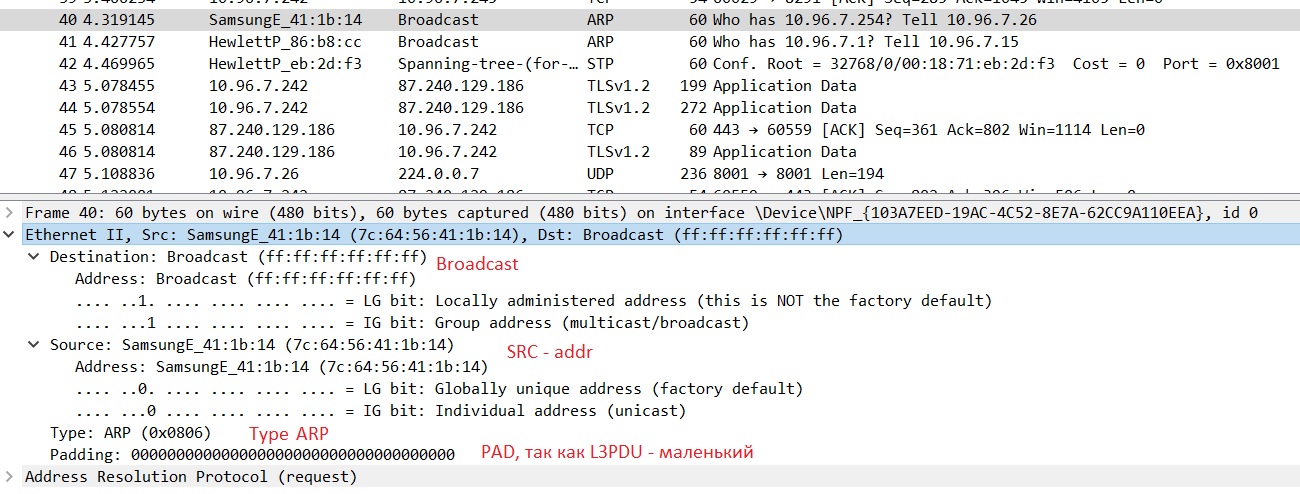 40 4.319145 SamsungE_41:1b:14 Broadcast ARP 60 Who has 10.96.7.254? Tell 10.96.7.26
41 4.427757 HewlettP_86:b8:cc Broadcast ARP 60 Who has 10.96.7.1? Tell 10.96.7.15
42 4.469965 HewlettP_eb:2d:f3 Spanning-tree-(for-… STP 60 Conf. Root = 32768/0/00:18:71:eb:2d:f3 Cost = 0 Port = 0x8001
43 5.078455 10.96.7.242 87.240.129.186 TLSv1.2 199 Application Data
44 5.078554 10.96.7.242 87.240.129.186 TLSv1.2 272 Application Data
45 5.080814 87.240.129.186 10.96.7.242 TCP 60 443 → 60559 [ACK] Seq=361 Ack=802 Win=1114 Len=0
46 5.080814 87.240.129.186 10.96.7.242 TLSv1.2 89 Application Data
47 5.108836 10.96.7.26 224.0.0.7 UDP 236 8001 → 8001 Len=194
Frame 40: 60 bytes on wire (480 bits), 60 bytes captured (480 bits) on interface \Device\NPF_{103A7EED-19AC-4C52-8E7A-62CC9A110EEA}, id 0
Ethernet II, Src: SamsungE_41:1b:14 (7c:64:56:41:1b:14), Dst: Broadcast (ff:ff:ff:ff:ff:ff)
Destination: Broadcast (ff:ff:ff:ff:ff:ff) Broadcast
Address: Broadcast (ff:ff:ff:ff:ff:ff)
.... ..1. .... .... .... .... = LG bit: Locally administered address (this is NOT the factory default)
.... ...1 .... .... .... .... = IG bit: Group address (multicast/broadcast)
Source: SamsungE_41:1b:14 (7c:64:56:41:1b:14) SRC - addr
Address: SamsungE_41:1b:14 (7c:64:56:41:1b:14)
.... ..0. .... .... .... .... = LG bit: Globally unique address (factory default)
.... ...0 .... .... .... .... = IG bit: Individual address (unicast)
Type: ARP (0x0806) Type ARP
Padding: 000000000000000000000000000000000000 PAD, так как L3PDU - маленький
Address Resolution Protocol (request)